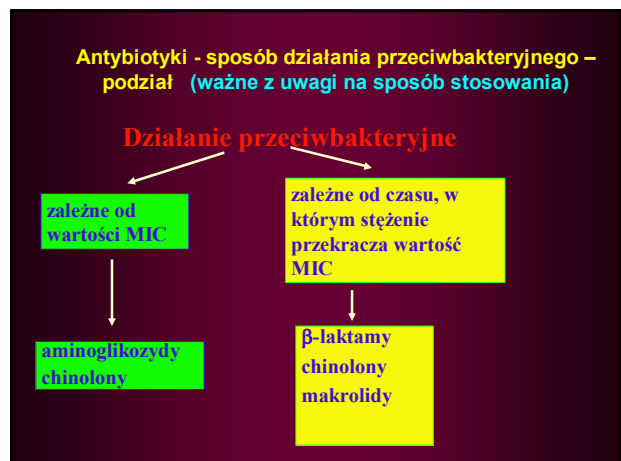 Antybiotyki - sposób działania przeciwbakteryjnego –
podział (ważne z uwagi na sposób stosowania)
Dzialanie przeciwbakteryjne
zależne od
wartości MIC
zależne od czasu, w
którym stężenie
przekracza wartość
MIC
aminoglikozydy
chinolony
β-laktamy
chinolony
makrolidy